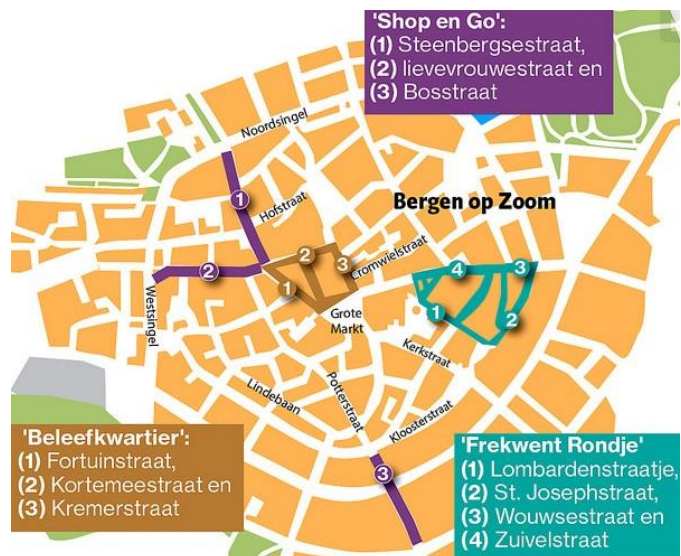 'Shop en Go':
(1) Steenbergsestraat,
(2) lievevrouwestraat en
(3) Bosstraat
Noordsingel
Bergen op Zoom
1
Hofstraat
2
3
Cromwielstraat
4
3
2
1
1
2
Westsingel
Grote
Markt
Kerkstraat
Potterstraat
Lindebaan
Kloosterstraat
3
'Beleefkwartier':
(1) Fortuinstraat,
(2) Kortemeestraat en
(3) Kremerstraat
'Frekwent Rondje'
(1) Lombardenstraatje,
(2) St. Josephstraat,
(3) Wouwsestraat en
(4) Zuivelstraat